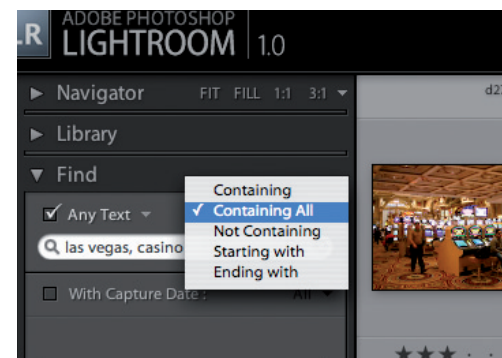 LR ADOBE PHOTOSHOP
LIGHTROOM 1.0
Navigator FIT FILL 1:1 3:1
Library
Find
Any Text
las vegas, casino
With Capture Date : All
Containing
Containing All
Not Containing
Starting with
Ending with